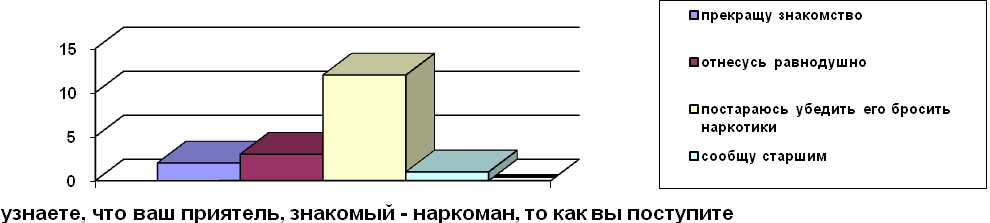 15
10
5
0
прекращу знакомство
отнесусь равнодушно
постараюсь убедить его бросить
наркотики
сообщу старшим
узнаете, что ваш приятель, знакомый - наркоман, то как вы поступите